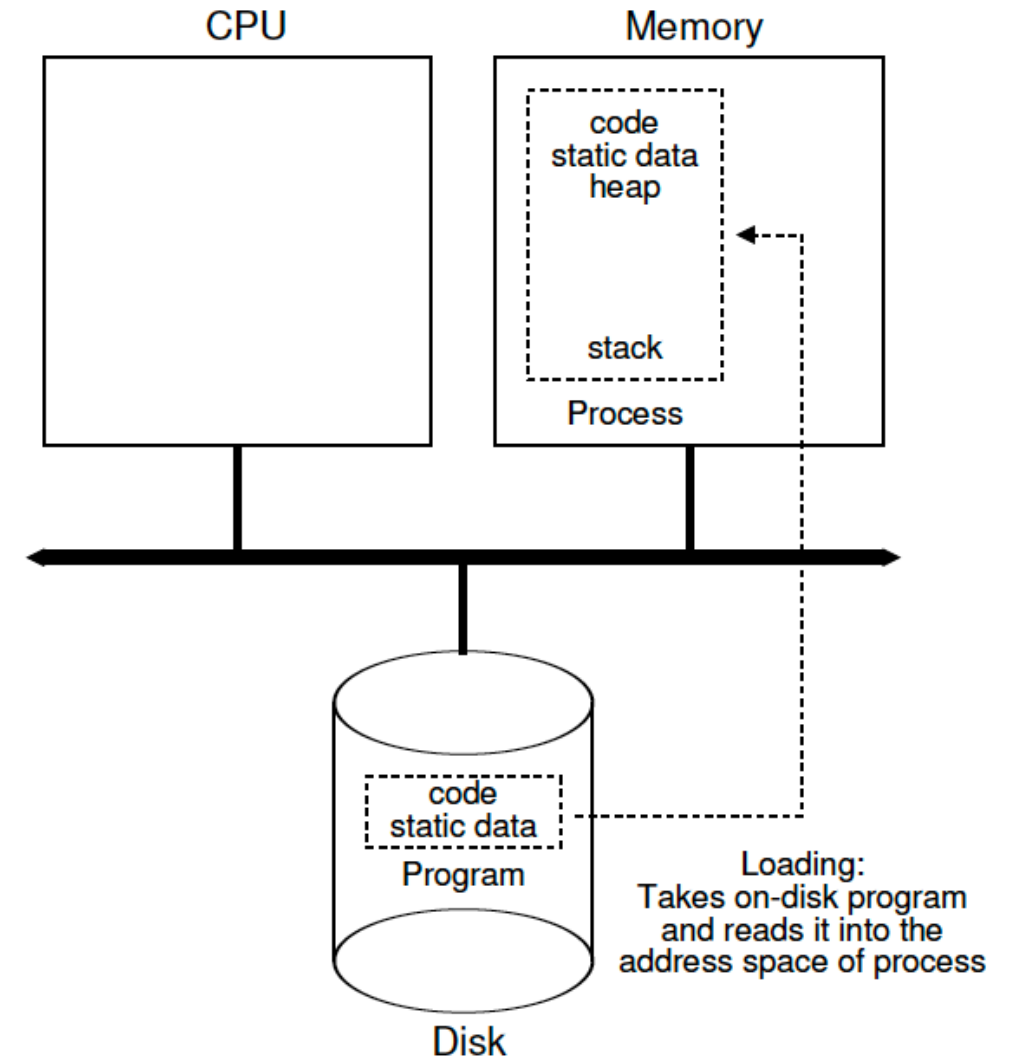 CPU
Memory
code
static data
heap
stack
Process
code
static data
Program
Loading:
Takes on-disk program
and reads it into the
address space of process
Disk